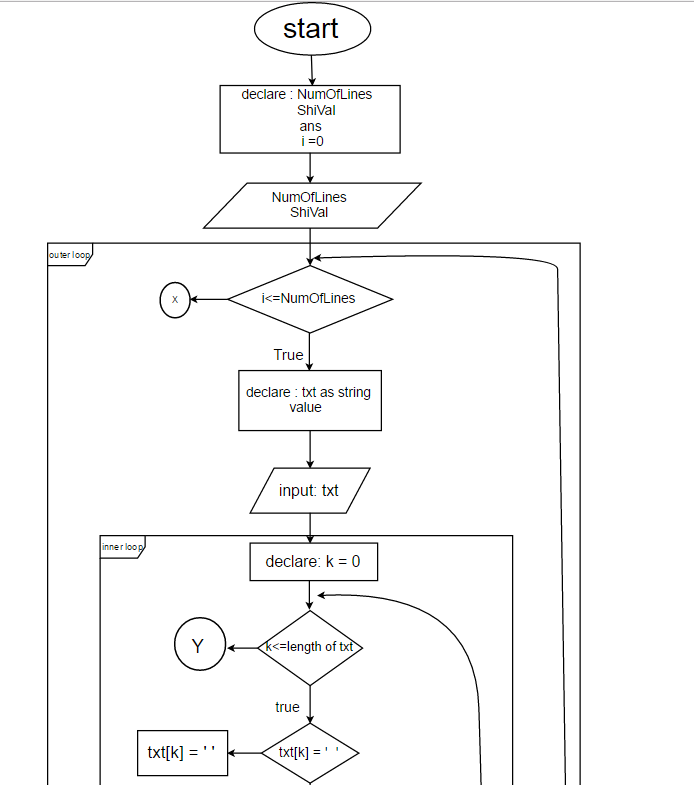 start
declare : NumOfLines
ShiVal
ans
i =0
NumOfLines
ShiVal
outer loop
i<=NumOfLines
x
True
declare : txt as string
value
input: txt
inner loop
declare: k = 0
k<=length of txt
Y
true
txt[k] = ' '
txt[k] = ' '